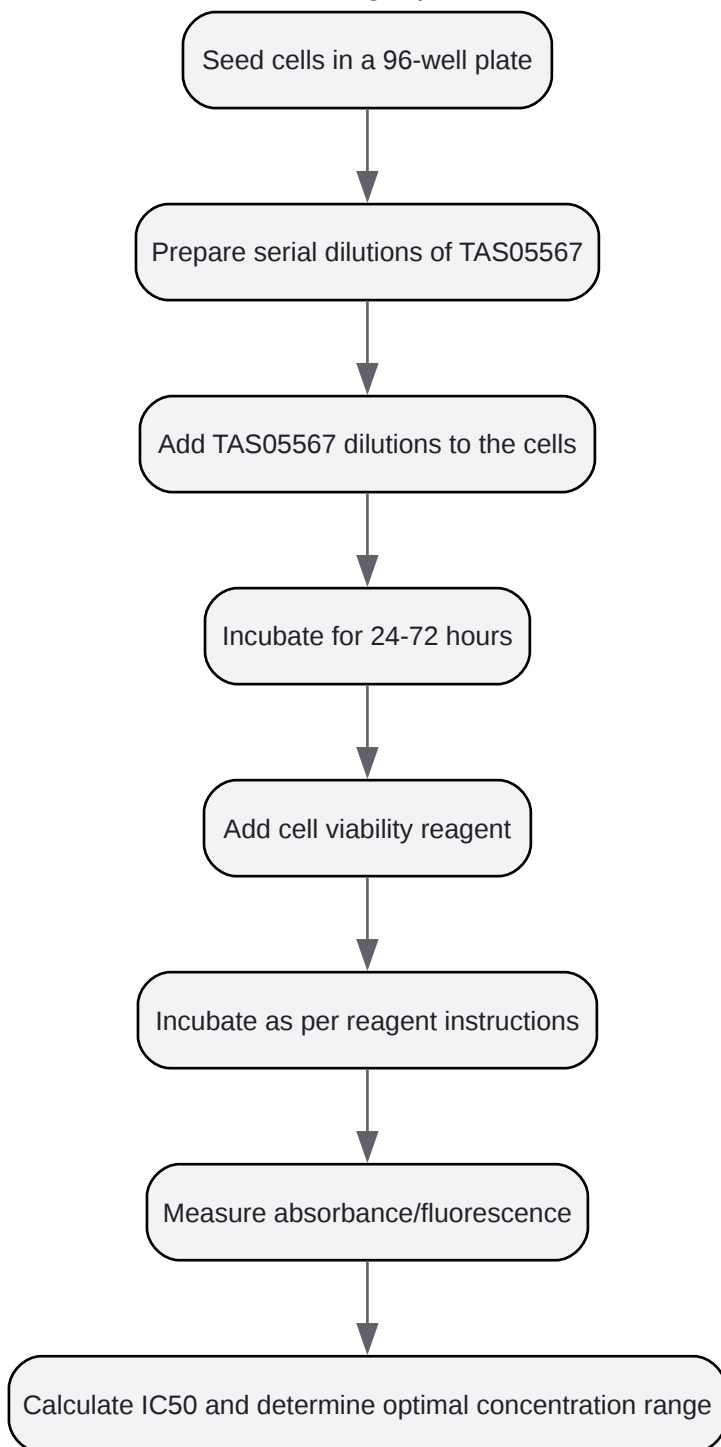 Seed cells in a 96-well plate
Prepare serial dilutions of TAS05567
Add TAS05567 dilutions to the cells
Incubate for 24-72 hours
Add cell viability reagent
Incubate as per reagent instructions
Measure absorbance/fluorescence
Calculate IC50 and determine optimal concentration range